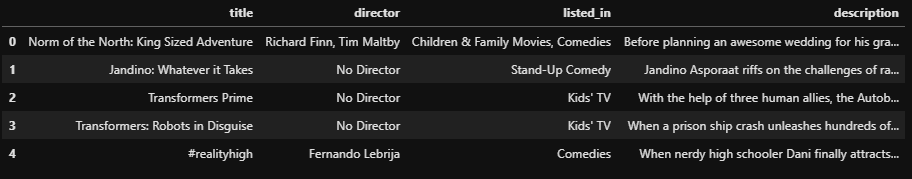 title director listed_in description
0 Norm of the North: King Sized Adventure Richard Finn, Tim Maltby Children & Family Movies, Comedies Before planning an awesome wedding for his gra...
1 Jandino: Whatever it Takes No Director Stand-Up Comedy Jandino Asporaat riffs on the challenges of ra...
2 Transformers Prime No Director Kids' TV With the help of three human allies, the Autob...
3 Transformers: Robots in Disguise No Director Kids' TV When a prison ship crash unleashes hundreds of...
4 #realityhigh Fernando Lebrija Comedies When nerdy high schooler Dani finally attracts...